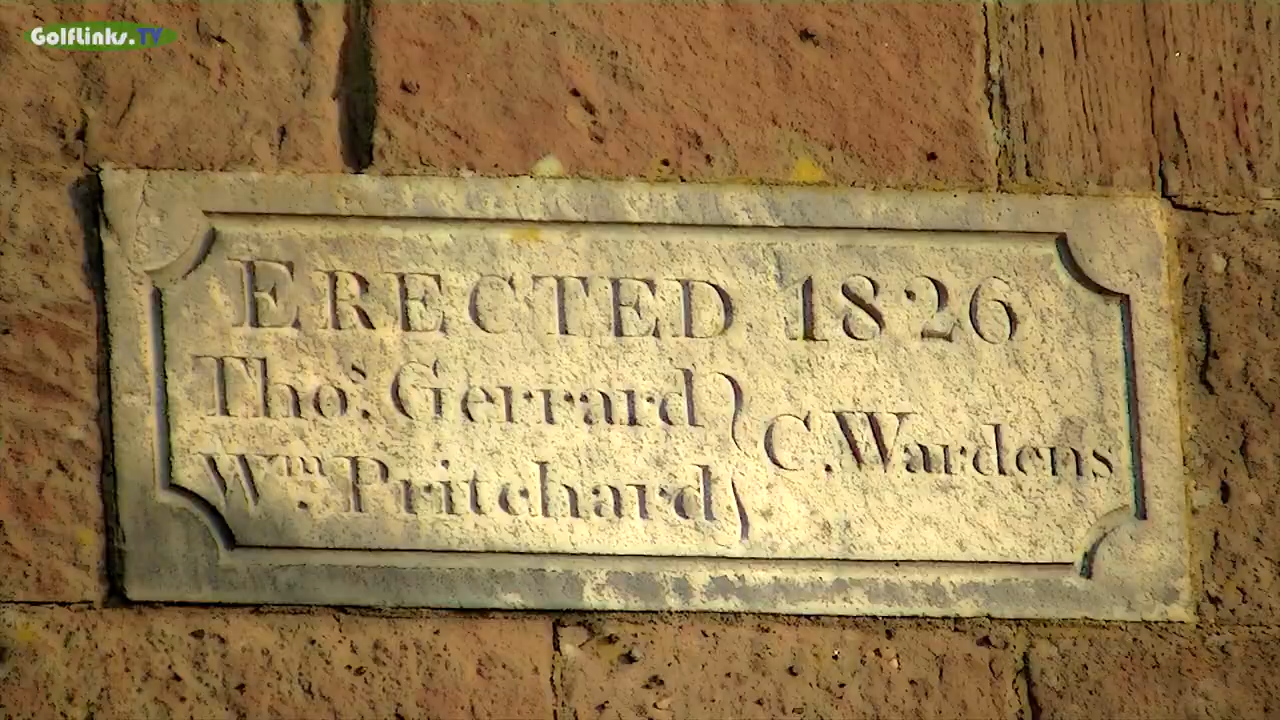 GolfLinks.TV
ERECTED 1826
Thos. Gerrard
Wm. Pritchard
C. Wardens